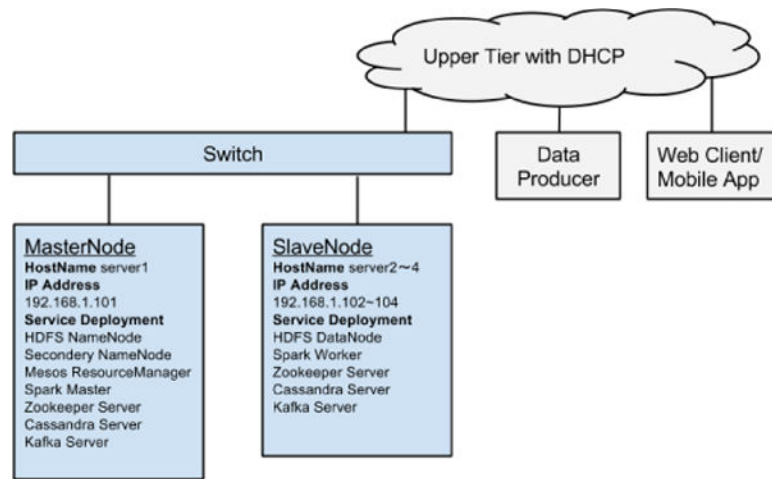 Upper Tier with DHCP
Switch
Data
Producer
Web Client/
Mobile App
MasterNode
HostName server1
IP Address
192.168.1.101
Service Deployment
HDFS NameNode
Secondery NameNode
Mesos ResourceManager
Spark Master
Zookeeper Server
Cassandra Server
Kafka Server
SlaveNode
HostName server2~4
IP Address
192.168.1.102~104
Service Deployment
HDFS DataNode
Spark Worker
Zookeeper Server
Cassandra Server
Kafka Server